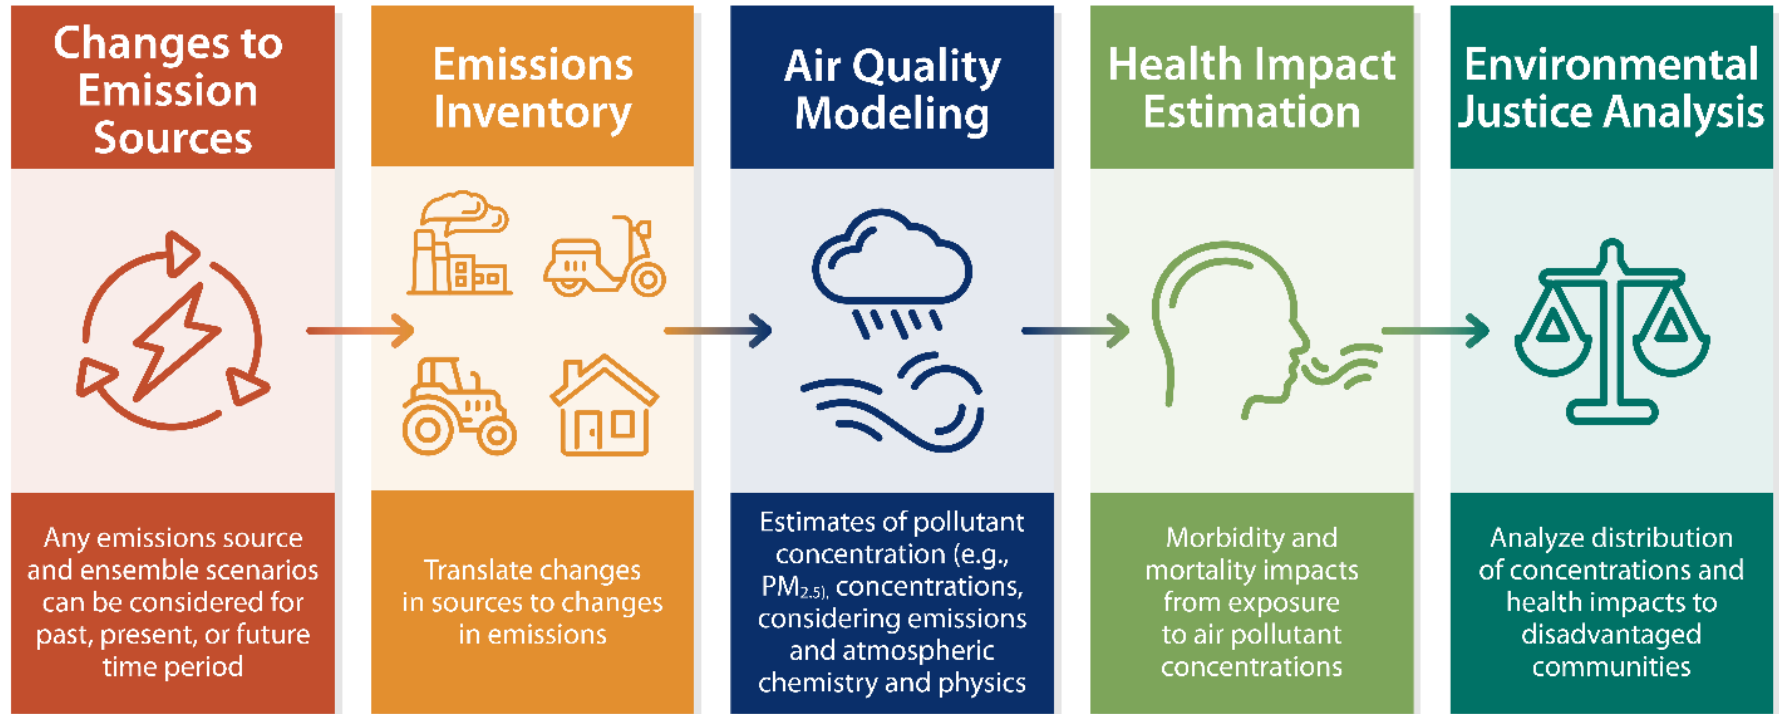 Changes to
Emission
Sources
Any emissions source
and ensemble scenarios
can be considered for
past, present, or future
time period
Emissions
Inventory
Translate changes
in sources to changes
in emissions
Air Quality
Modeling
Estimates of pollutant
concentration (e.g.,
PM₂.₅), concentrations,
considering emissions
and atmospheric
chemistry and physics
Health Impact
Estimation
Morbidity and
mortality impacts
from exposure
to air pollutant
concentrations
Environmental
Justice Analysis
Analyze distribution
of concentrations and
health impacts to
disadvantaged
communities